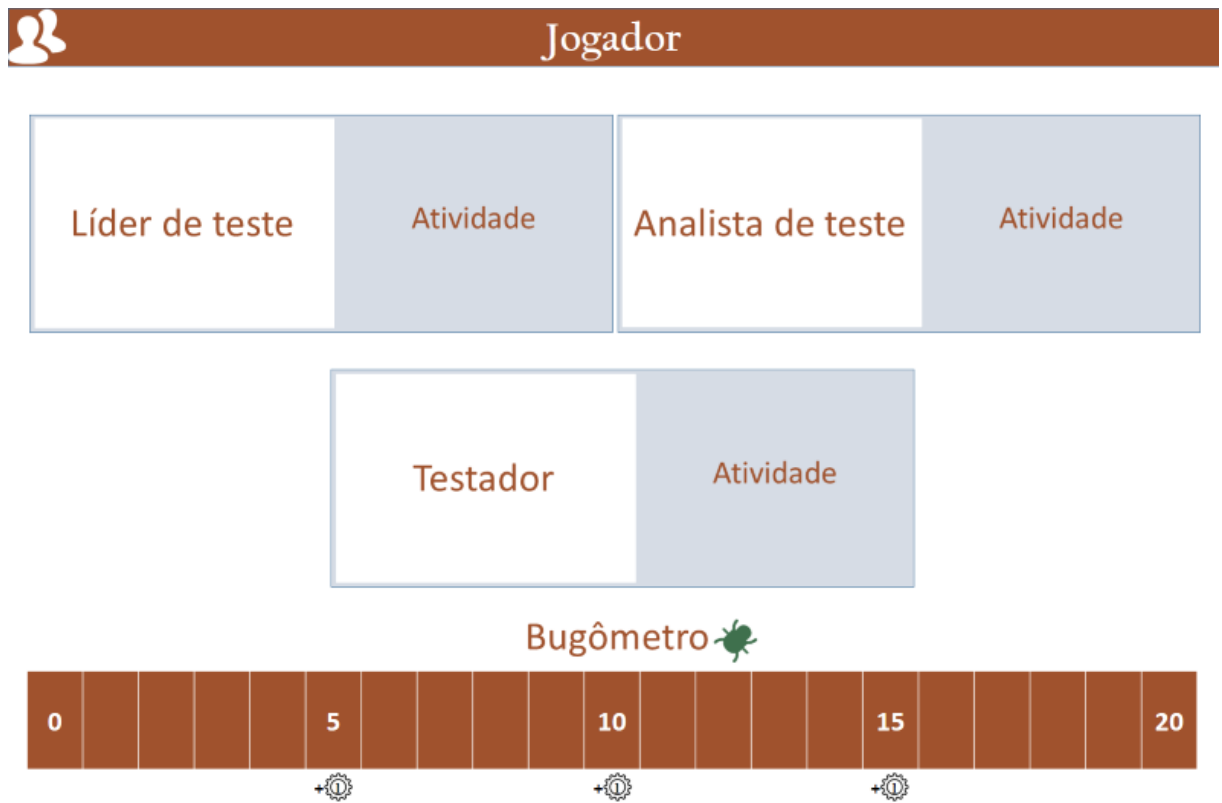 Jogador
Líder de teste
Atividade
Analista de teste
Atividade
Testador
Atividade
Bugômetro
0 5 10 15 20
+1 +1 +1